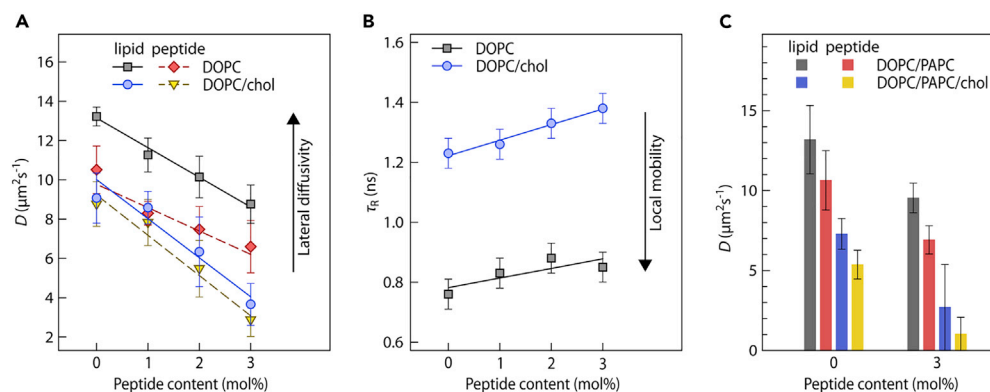 A
lipid peptide
DOPC
DOPC/chol
16
14
12
10
8
6
4
2
D (μm²s⁻¹)
Lateral diffusivity
0 1 2 3
Peptide content (mol%)
B
DOPC
DOPC/chol
1.6
1.4
1.2
1.0
0.8
0.6
τR (ns)
Local mobility
0 1 2 3
Peptide content (mol%)
C
lipid peptide
DOPC/PAPC
DOPC/PAPC/chol
15
10
5
0
D (μm²s⁻¹)
0 3
Peptide content (mol%)